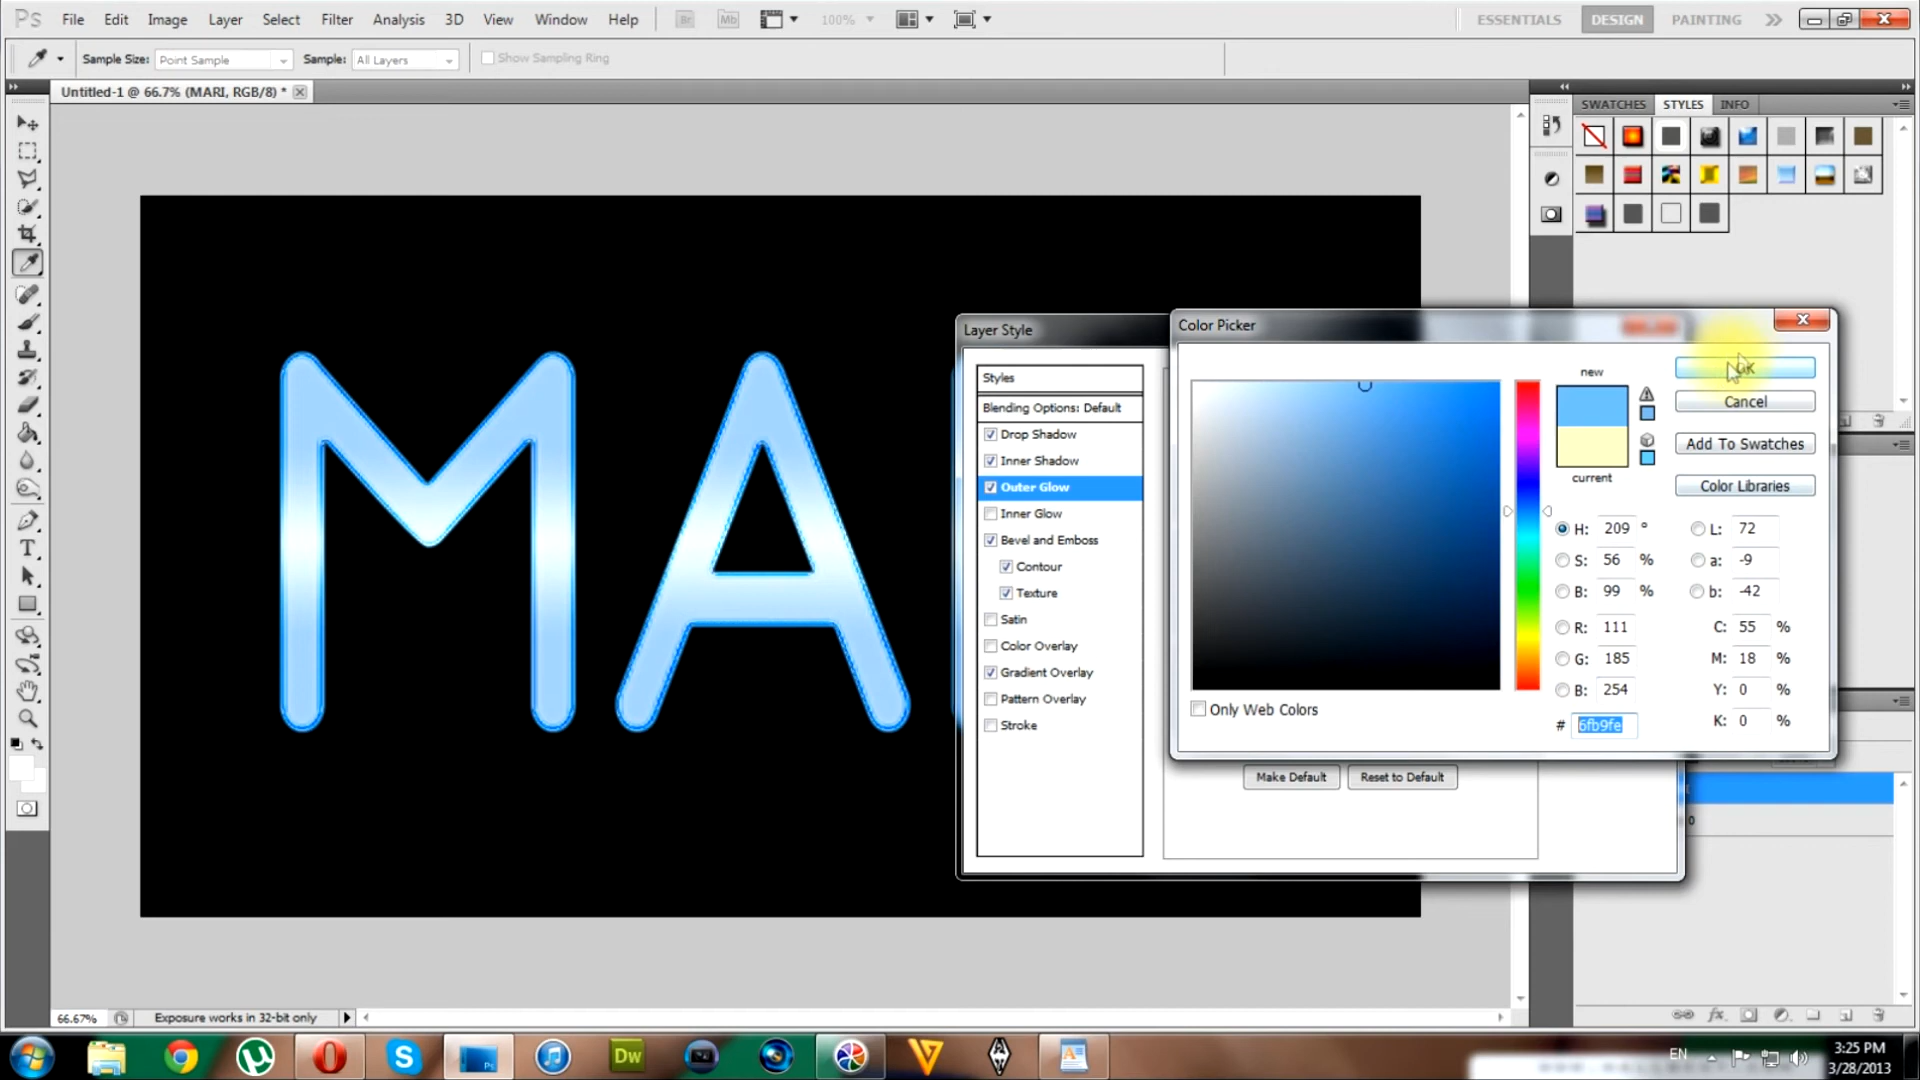 Ps File Edit Image Layer Select Filter Analysis 3D View Window Help Br Mb 100% ESSENTIALS DESIGN PAINTING
Sample Size: Point Sample Sample: All Layers Show Sampling Ring
Untitled-1 @ 66.7% (MARI, RGB/8) *
SWATCHES STYLES INFO
MA
Layer Style
Styles
Blending Options: Default
Drop Shadow
Inner Shadow
Outer Glow
Inner Glow
Bevel and Emboss
Contour
Texture
Satin
Color Overlay
Gradient Overlay
Pattern Overlay
Stroke
Make Default Reset to Default
Color Picker
new
current
OK
Cancel
Add To Swatches
Color Libraries
H: 209 ° L: 72
S: 56 % a: -9
B: 99 % b: -42
R: 111 C: 55 %
G: 185 M: 18 %
B: 254 Y: 0 %
# 6fb9fe K: 0 %
Only Web Colors
66.67% Exposure works in 32-bit only
Dw Ps
EN 3:25 PM
3/28/2013